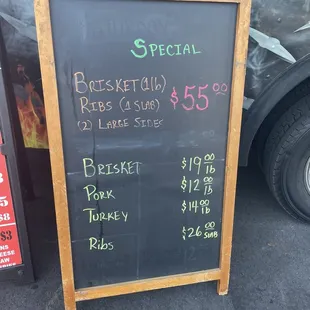 SPECIAL
BRISKET (1lb)
RIBS (1 SLAB) $55.00
(2) LARGE SIDES
BRISKET $19.00 lb
PORK $12.00 lb
TURKEY $14.00 lb
RIBS $26.00 SLAB